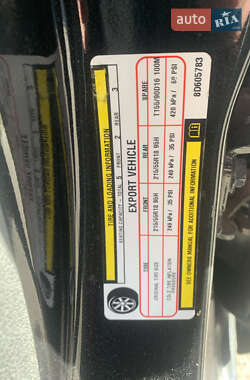 auto.RIA
TIRE AND LOADING INFORMATION
SEATING CAPACITY - TOTAL 5 FRONT 2 REAR 3
EXPORT VEHICLE
TIRE FRONT REAR SPARE
ORIGINAL TIRE SIZE 215/55R18 95H 215/55R18 95H T155/90D16 100M
COLD TIRE INFLATION PRESSURE 240 kPa / 35 PSI 240 kPa / 35 PSI 420 kPa / 60 PSI
SEE OWNERS MANUAL FOR ADDITIONAL INFORMATION
8D605783